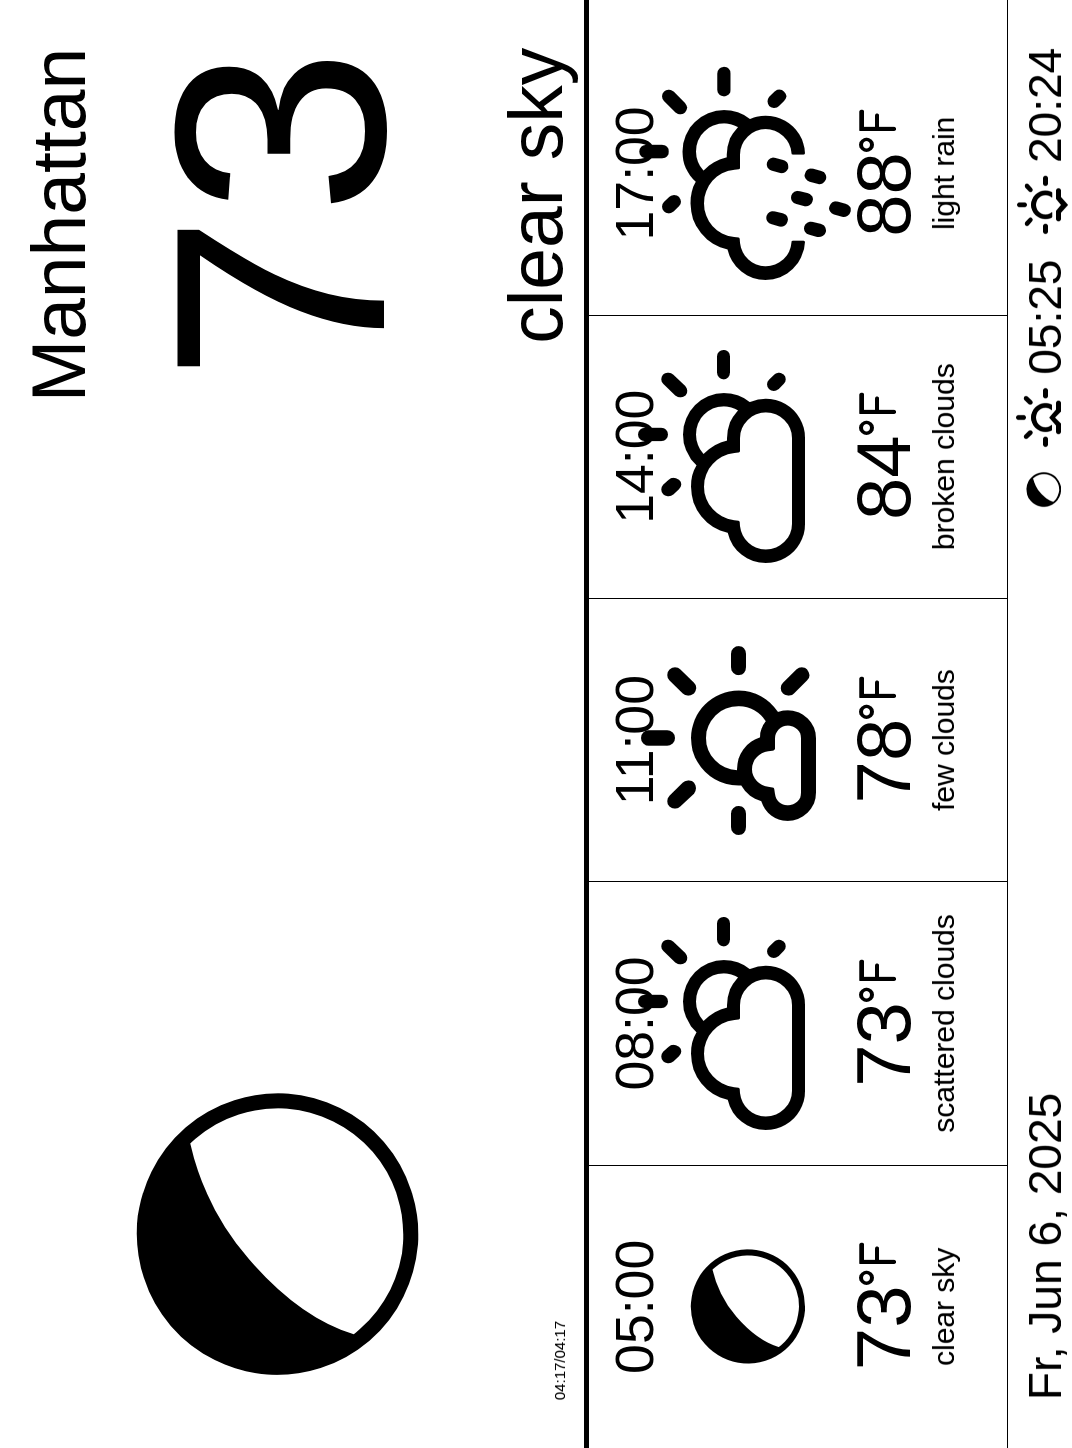 Manhattan
73
clear sky
04:17/04:17
05:00
08:00
11:00
14:00
17:00
73°F
73°F
78°F
84°F
88°F
clear sky
scattered clouds
few clouds
broken clouds
light rain
Fr, Jun 6, 2025
05:25
20:24